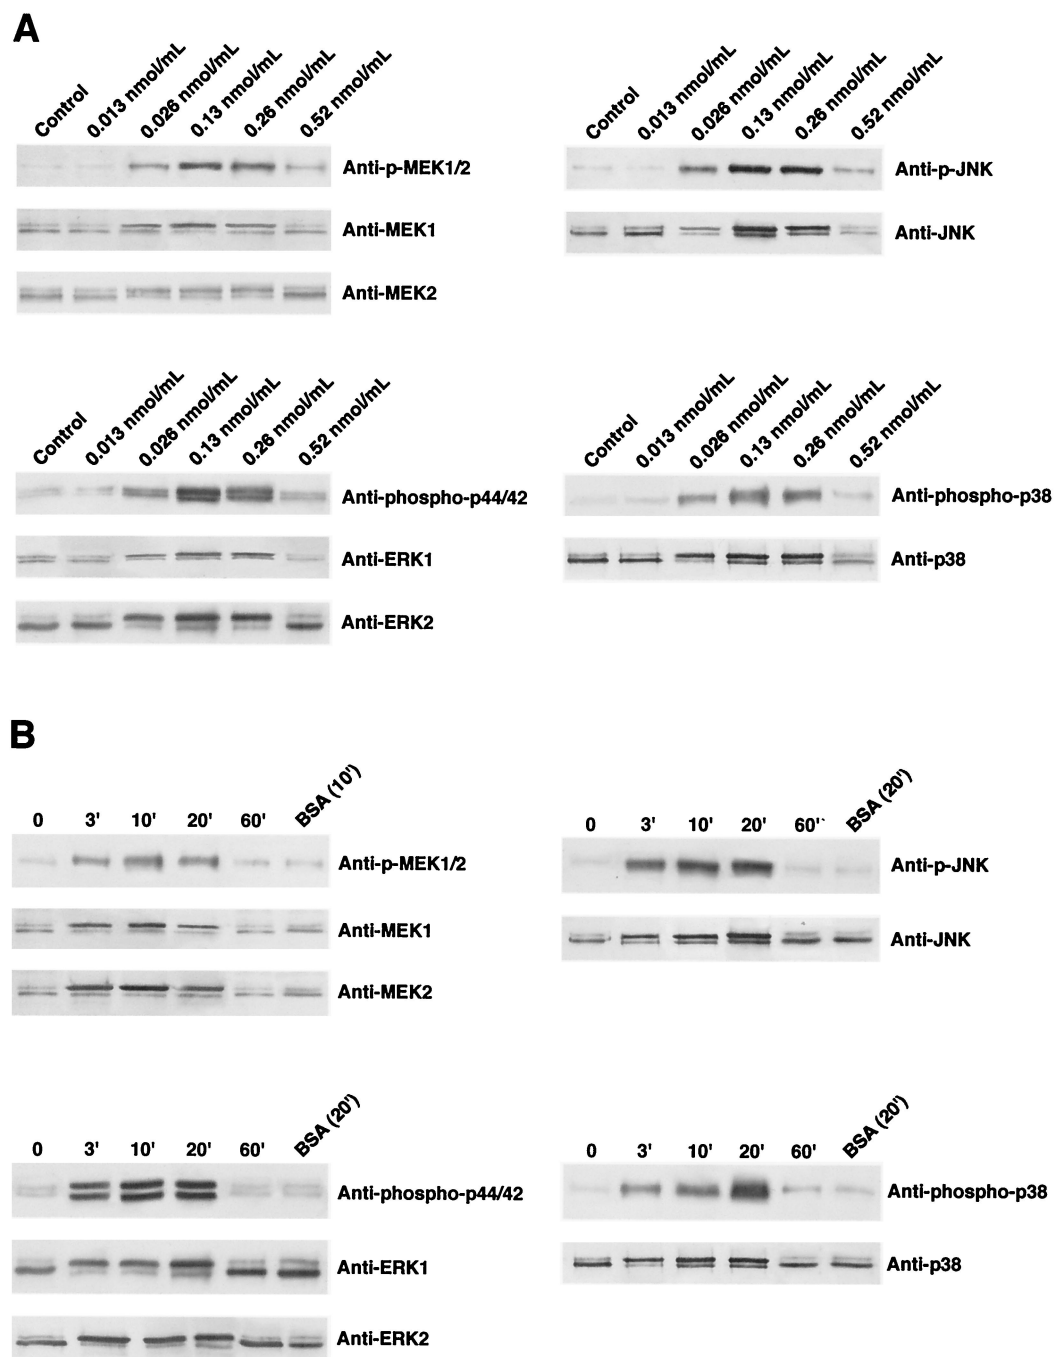 A
Control 0.013 nmol/mL 0.026 nmol/mL 0.13 nmol/mL 0.26 nmol/mL 0.52 nmol/mL
Anti-p-MEK1/2
Anti-MEK1
Anti-MEK2
Control 0.013 nmol/mL 0.026 nmol/mL 0.13 nmol/mL 0.26 nmol/mL 0.52 nmol/mL
Anti-p-JNK
Anti-JNK
Control 0.013 nmol/mL 0.026 nmol/mL 0.13 nmol/mL 0.26 nmol/mL 0.52 nmol/mL
Anti-phospho-p44/42
Anti-ERK1
Anti-ERK2
Control 0.013 nmol/mL 0.026 nmol/mL 0.13 nmol/mL 0.26 nmol/mL 0.52 nmol/mL
Anti-phospho-p38
Anti-p38
B
0 3' 10' 20' 60' BSA (10')
Anti-p-MEK1/2
Anti-MEK1
Anti-MEK2
0 3' 10' 20' 60' BSA (20')
Anti-p-JNK
Anti-JNK
0 3' 10' 20' 60' BSA (20')
Anti-phospho-p44/42
Anti-ERK1
Anti-ERK2
0 3' 10' 20' 60' BSA (20')
Anti-phospho-p38
Anti-p38